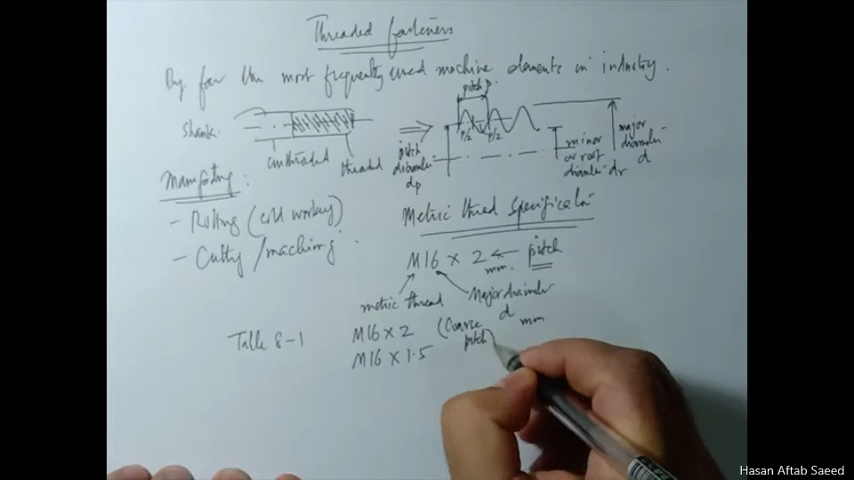 Threaded fasteners
By far the most frequently used machine elements in industry.
pitch p.
Shank.
unthreaded
threaded
p/2
p/2
pitch
diameter
dp
minor
or root
diameter dr
major
diameter
d
Manufacturing:
- Rolling (cold working)
- Cutting/machining.
Metric thread specification
M16 × 2 ← pitch
mm.
metric thread
Major diameter
d
mm
Table 8-1
M16 × 2 (Coarse
pitch)
M16 × 1.5
Hasan Aftab Saeed